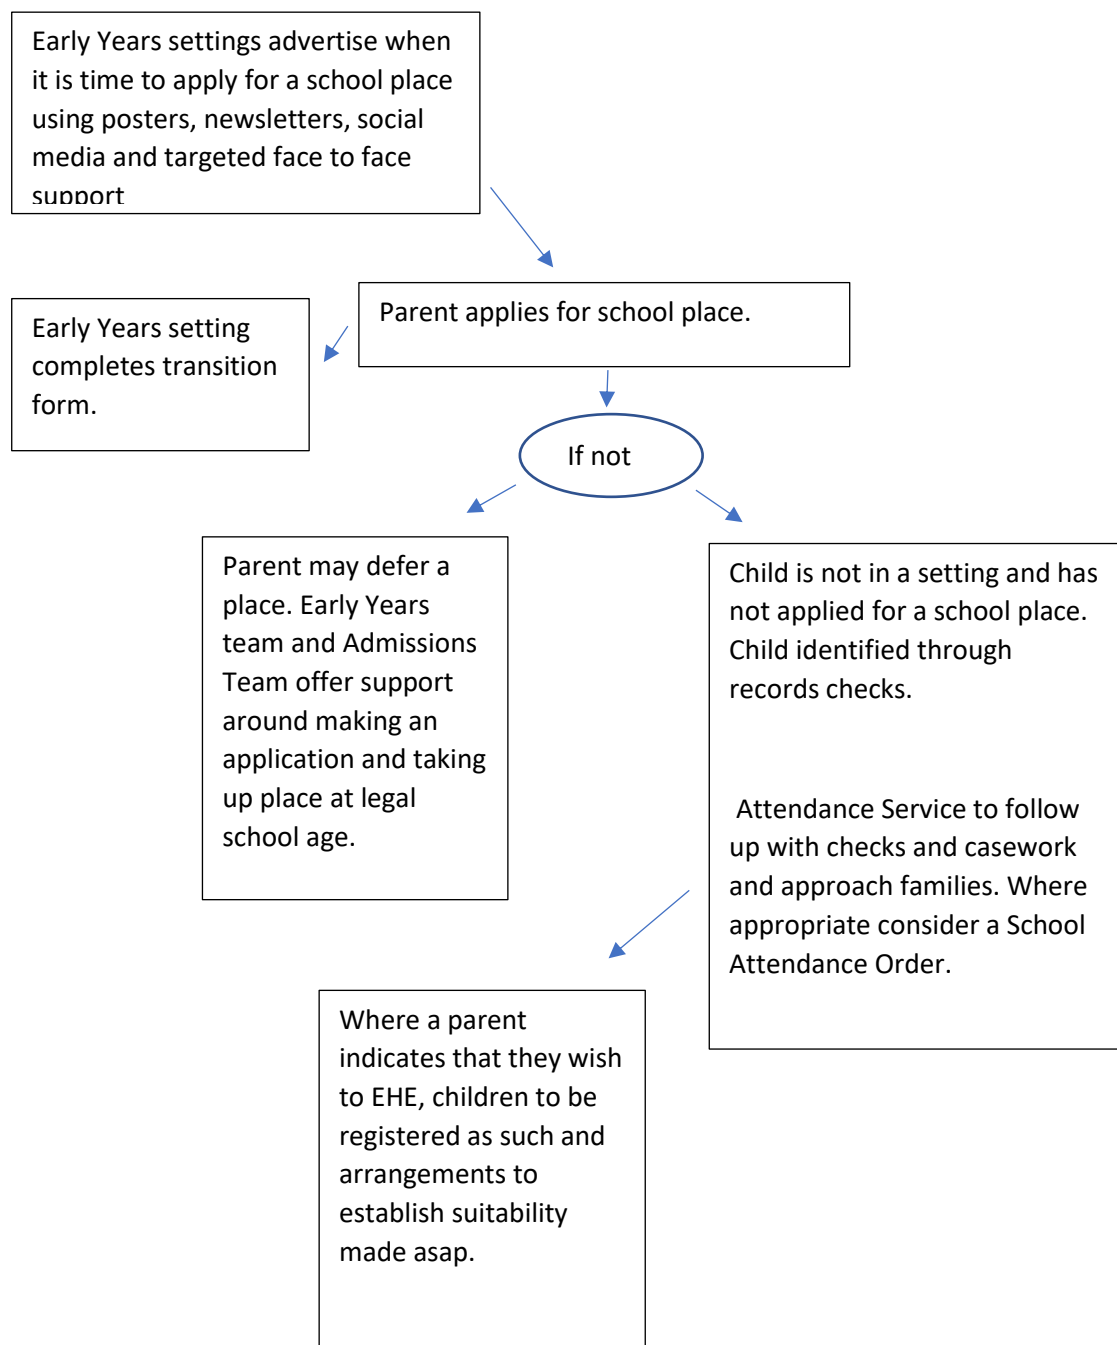 Early Years settings advertise when
it is time to apply for a school place
using posters, newsletters, social
media and targeted face to face
support
Parent applies for school place.
Early Years setting
completes transition
form.
If not
Parent may defer a
place. Early Years
team and Admissions
Team offer support
around making an
application and taking
up place at legal
school age.
Child is not in a setting and has
not applied for a school place.
Child identified through
records checks.
Attendance Service to follow
up with checks and casework
and approach families. Where
appropriate consider a School
Attendance Order.
Where a parent
indicates that they wish
to EHE, children to be
registered as such and
arrangements to
establish suitability
made asap.